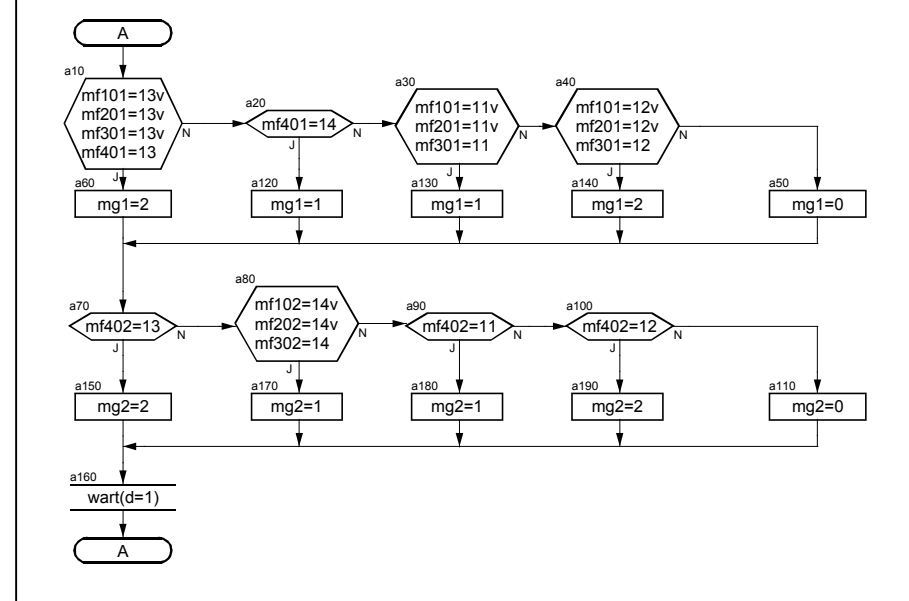 A
a10
mf101=13v
mf201=13v
mf301=13v
mf401=13
N
J
a20
mf401=14
N
J
a30
mf101=11v
mf201=11v
mf301=11
N
J
a40
mf101=12v
mf201=12v
mf301=12
N
J
a60
mg1=2
a120
mg1=1
a130
mg1=1
a140
mg1=2
a50
mg1=0
a70
mf402=13
N
J
a80
mf102=14v
mf202=14v
mf302=14
N
J
a90
mf402=11
N
J
a100
mf402=12
N
J
a150
mg2=2
a170
mg2=1
a180
mg2=1
a190
mg2=2
a110
mg2=0
a160
wart(d=1)
A